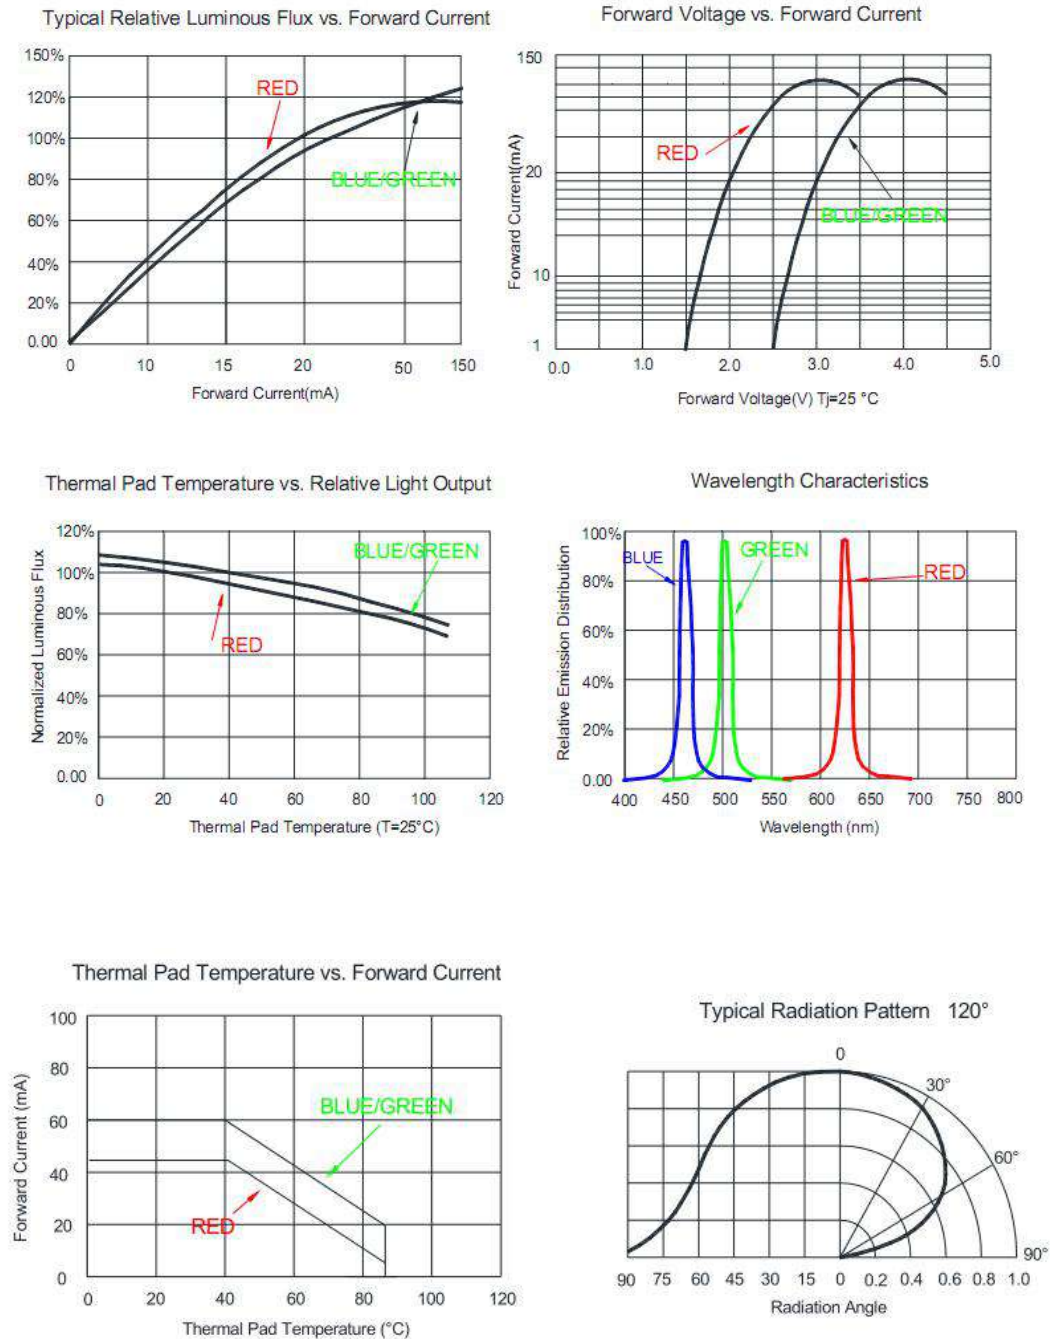 Typical Relative Luminous Flux vs. Forward Current
150%
120%
100%
80%
60%
40%
20%
0.00
RED
BLUE/GREEN
0 10 15 20 50 150
Forward Current(mA)
Forward Voltage vs. Forward Current
Forward Current(mA)
150
20
10
1
RED
BLUE/GREEN
0.0 1.0 2.0 3.0 4.0 5.0
Forward Voltage(V) Tj=25 °C
Thermal Pad Temperature vs. Relative Light Output
Normalized Luminous Flux
120%
100%
80%
60%
40%
20%
0.00
BLUE/GREEN
RED
0 20 40 60 80 100 120
Thermal Pad Temperature (T=25°C)
Wavelength Characteristics
Relative Emission Distribution
100%
80%
60%
40%
20%
0.00
BLUE
GREEN
RED
400 450 500 550 600 650 700 750 800
Wavelength (nm)
Thermal Pad Temperature vs. Forward Current
Forward Current (mA)
100
80
60
40
20
0
BLUE/GREEN
RED
0 20 40 60 80 100 120
Thermal Pad Temperature (°C)
Typical Radiation Pattern 120°
0
30°
60°
90°
90 75 60 45 30 15 0 0.2 0.4 0.6 0.8 1.0
Radiation Angle